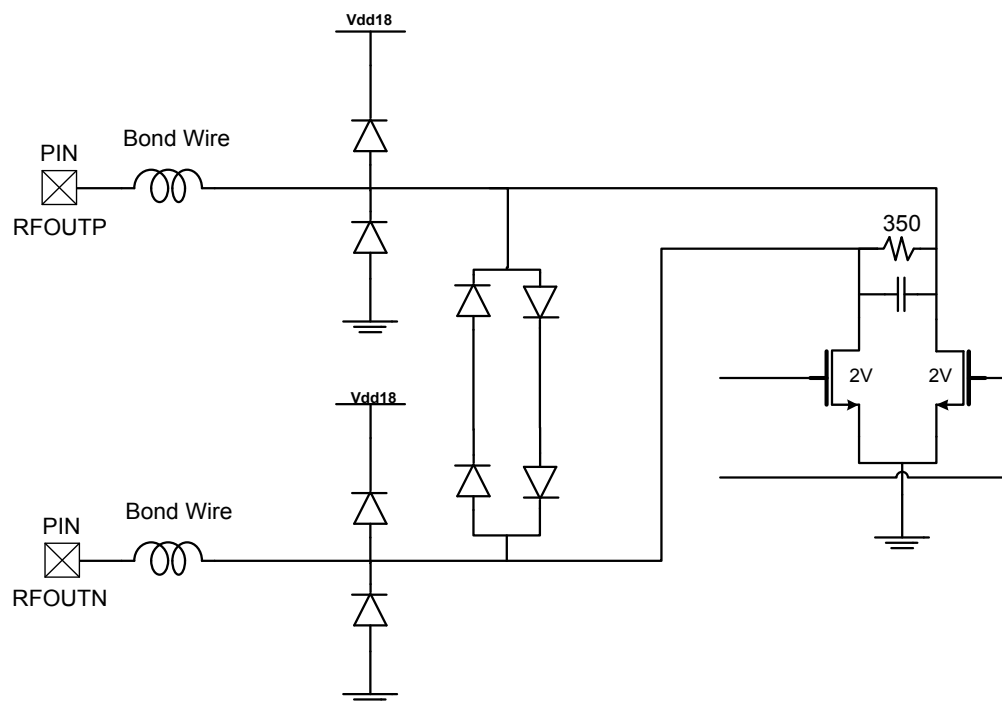 Vdd18
Bond Wire
PIN
RFOUTP
350
2V 2V
Vdd18
Bond Wire
PIN
RFOUTN